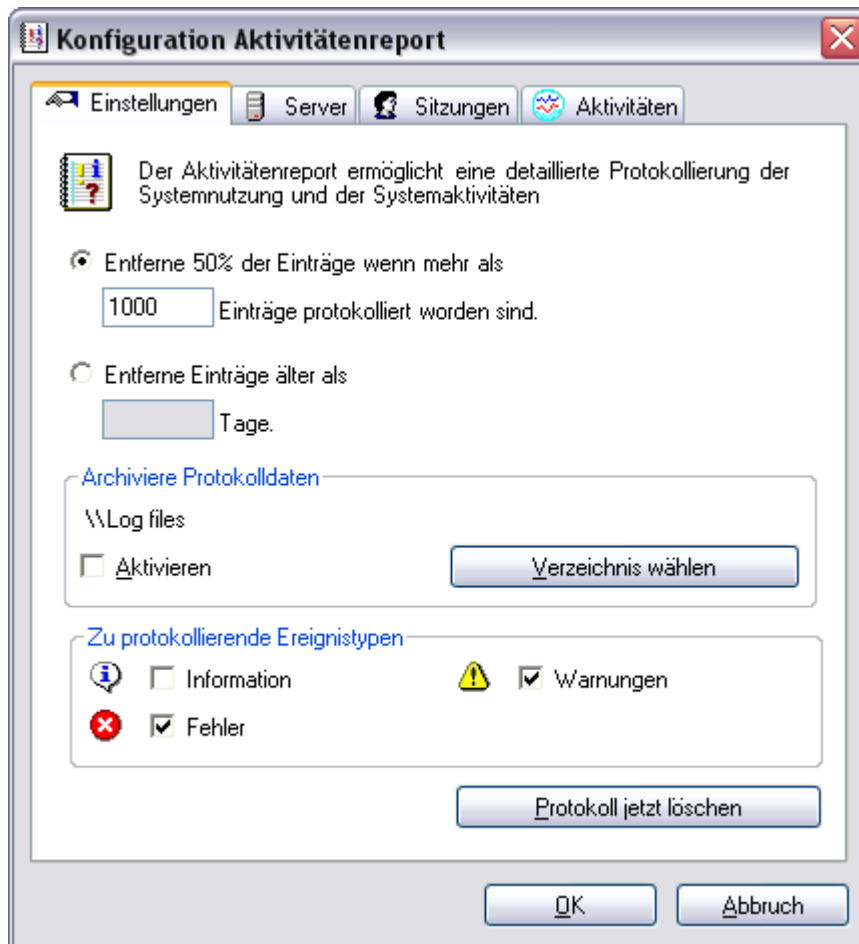 Konfiguration Aktivitätenreport
Einstellungen Server Sitzungen Aktivitäten
Der Aktivitätenreport ermöglicht eine detaillierte Protokollierung der
Systemnutzung und der Systemaktivitäten
Entferne 50% der Einträge wenn mehr als
1000 Einträge protokolliert worden sind.
Entferne Einträge älter als
Tage.
Archiviere Protokolldaten
\\Log files
Aktivieren Verzeichnis wählen
Zu protokollierende Ereignistypen
Information Warnungen
Fehler
Protokoll jetzt löschen
OK Abbruch